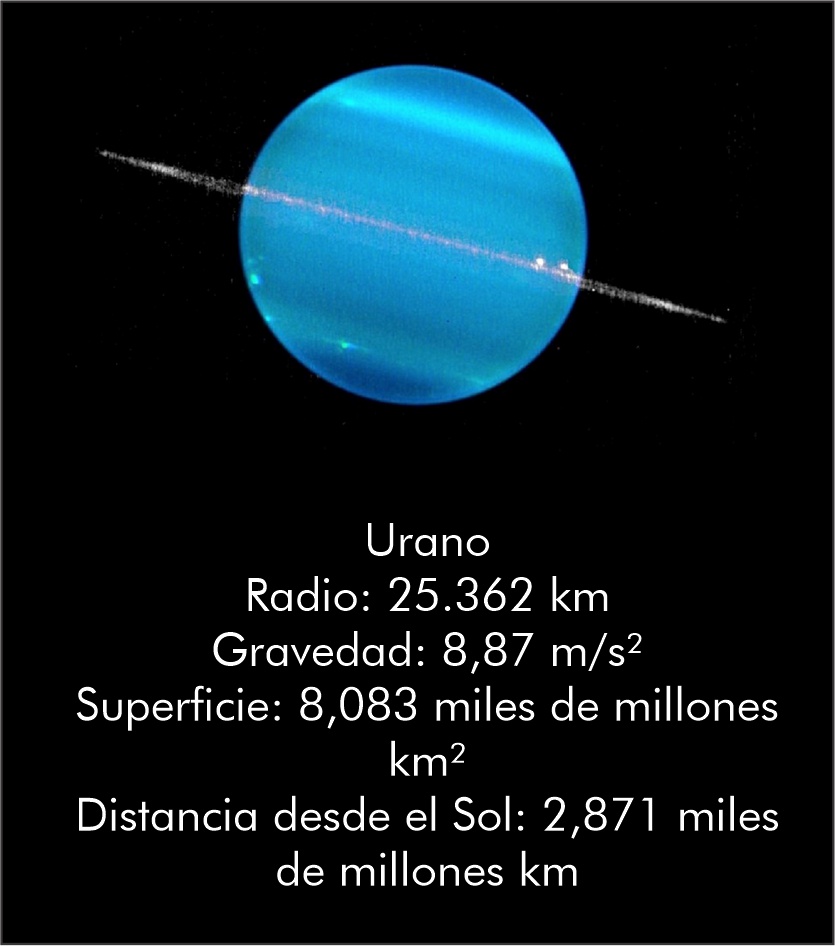 Urano
Radio: 25.362 km
Gravedad: 8,87 m/s²
Superficie: 8,083 miles de millones
km²
Distancia desde el Sol: 2,871 miles
de millones km